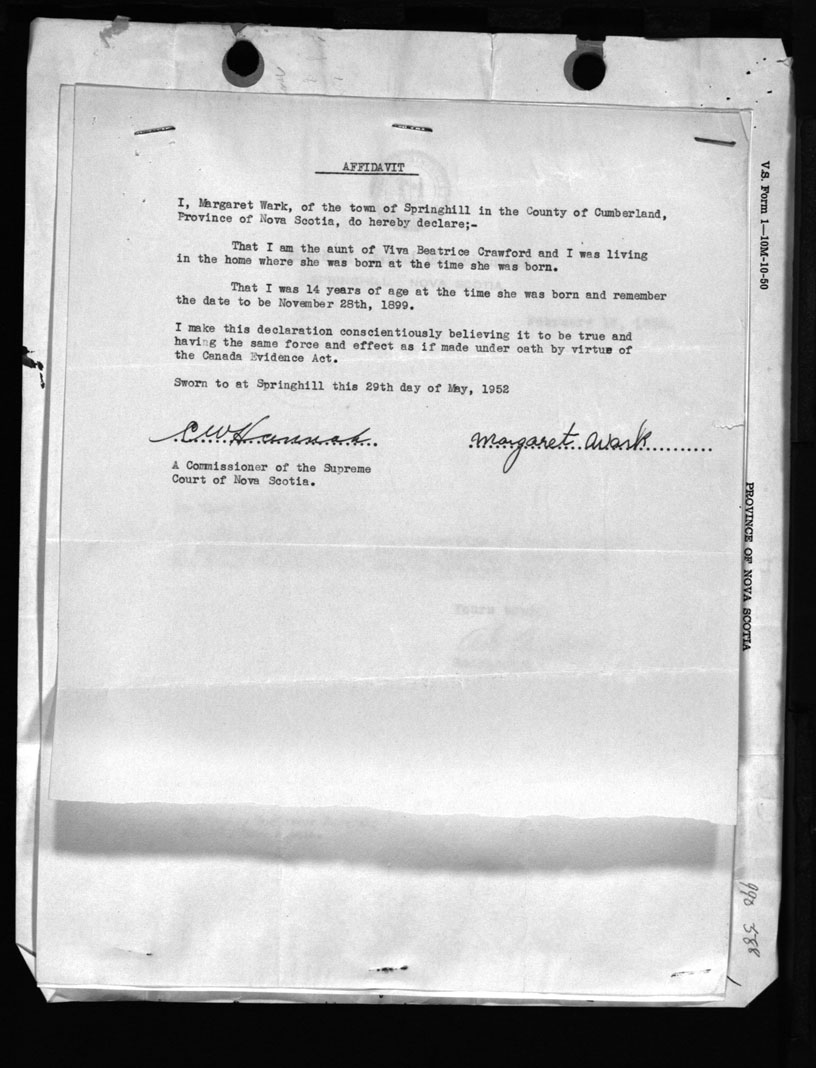 AFFIDAVIT
I, Margaret Wark, of the town of Springhill in the County of Cumberland,
Province of Nova Scotia, do hereby declare;-
That I am the aunt of Viva Beatrice Crawford and I was living
in the home where she was born at the time she was born.
That I was 14 years of age at the time she was born and remember
the date to be November 28th, 1899.
I make this declaration conscientiously believing it to be true and
having the same force and effect as if made under oath by virtue of
the Canada Evidence Act.
Sworn to at Springhill this 29th day of May, 1952
C W Hannah
Margaret Wark
A Commissioner of the Supreme
Court of Nova Scotia.
NOVA SCOTIA
Yours
V.S. Form 1—10M-10-50
PROVINCE OF NOVA SCOTIA
588